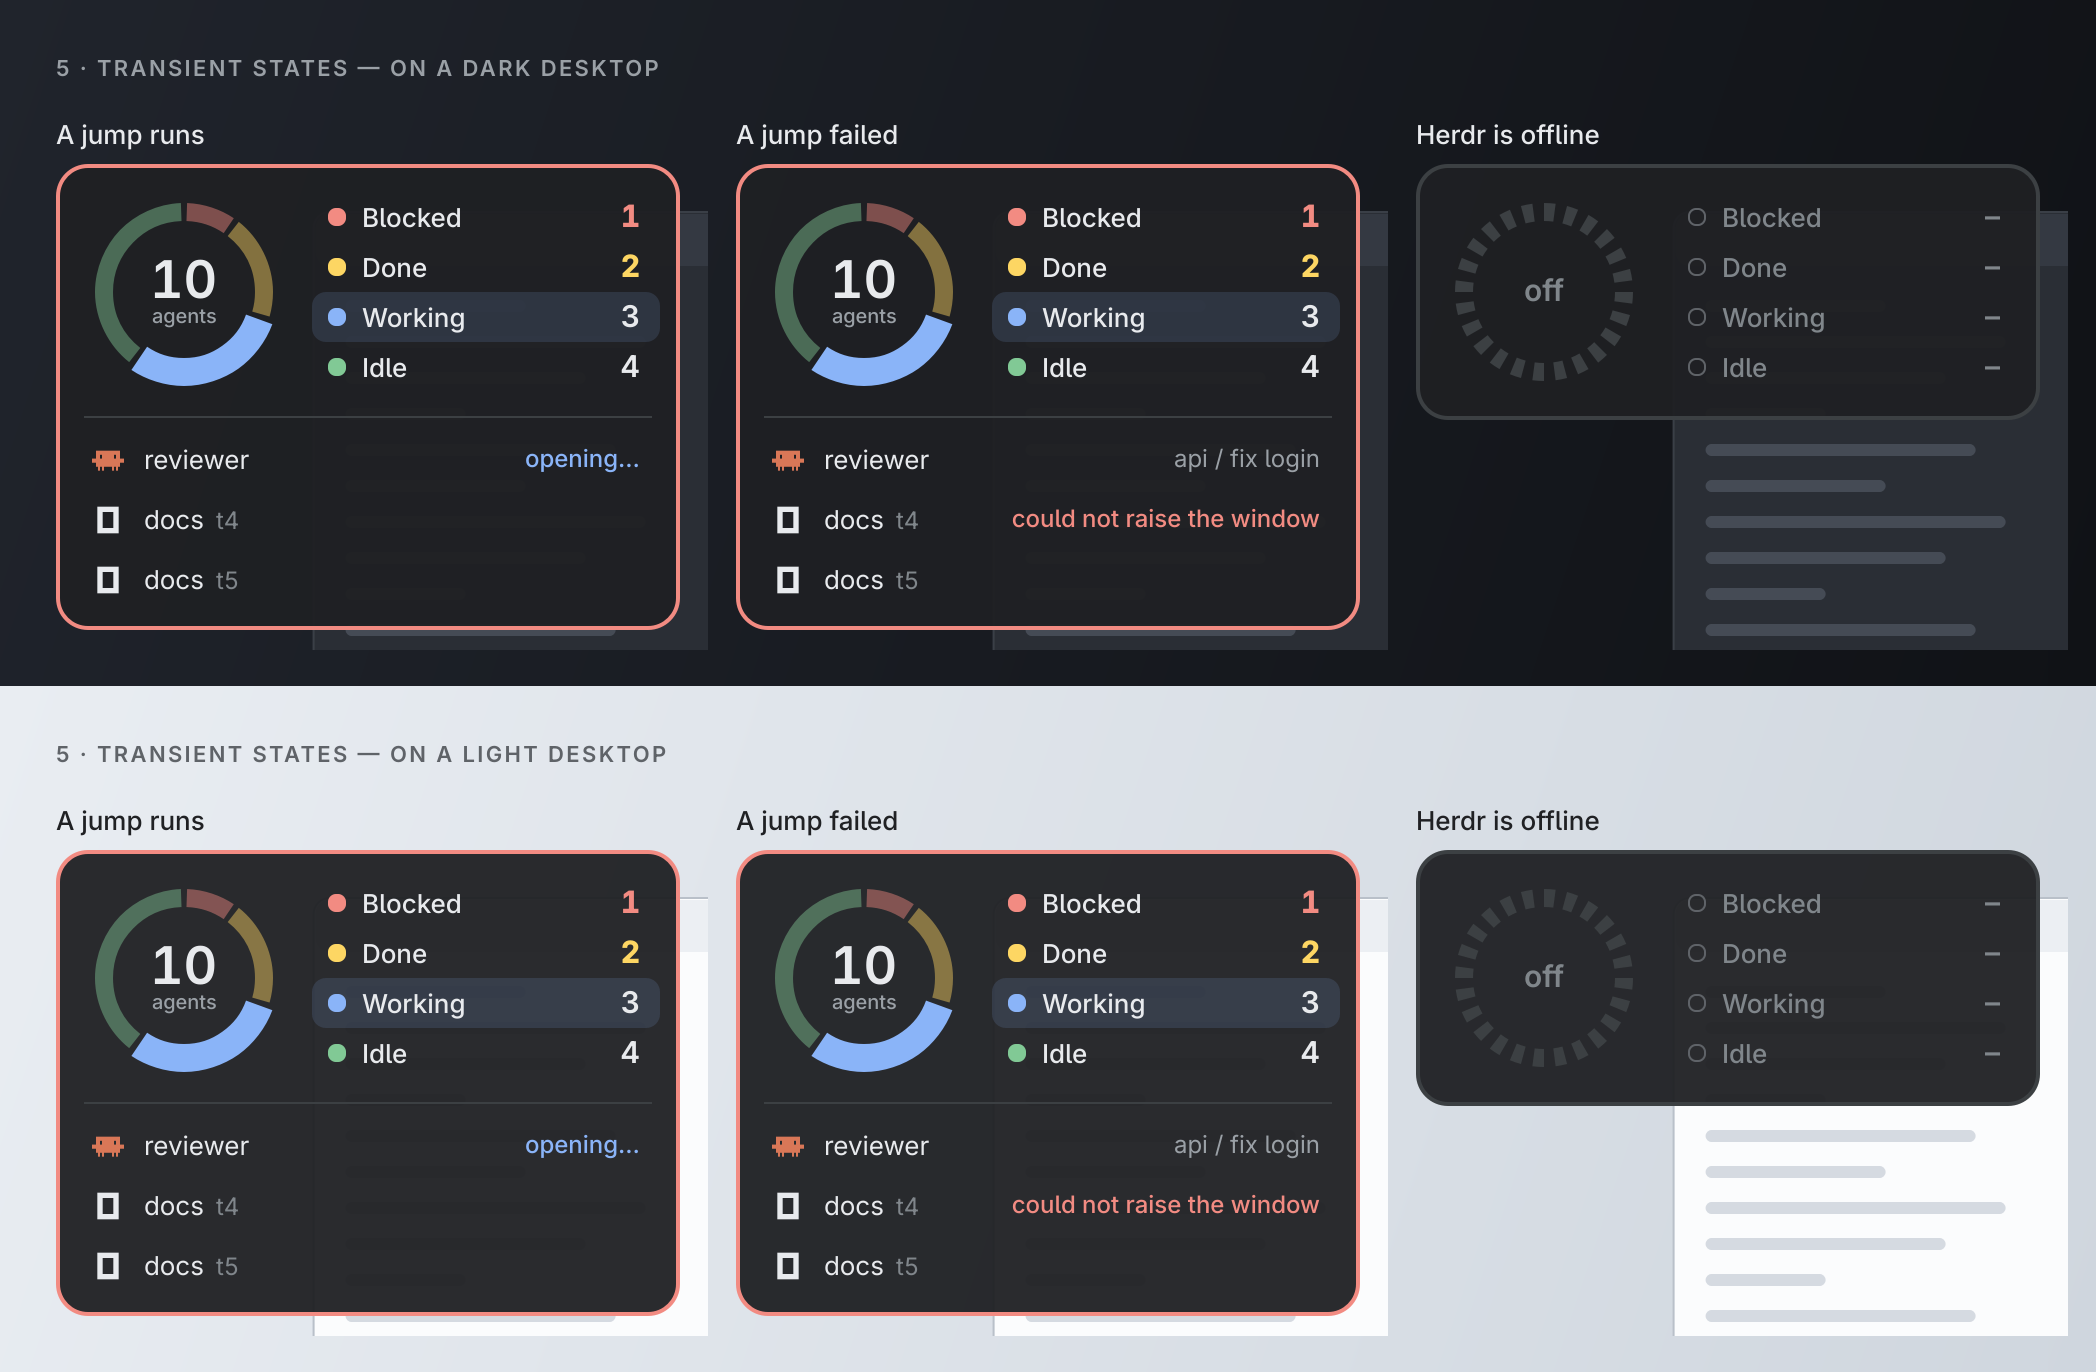 5 · TRANSIENT STATES — ON A DARK DESKTOP
A jump runs
10
agents
Blocked 1
Done 2
Working 3
Idle 4
reviewer opening...
docs t4
docs t5
A jump failed
10
agents
Blocked 1
Done 2
Working 3
Idle 4
reviewer api / fix login
docs t4 could not raise the window
docs t5
Herdr is offline
off
Blocked –
Done –
Working –
Idle –
5 · TRANSIENT STATES — ON A LIGHT DESKTOP
A jump runs
10
agents
Blocked 1
Done 2
Working 3
Idle 4
reviewer opening...
docs t4
docs t5
A jump failed
10
agents
Blocked 1
Done 2
Working 3
Idle 4
reviewer api / fix login
docs t4 could not raise the window
docs t5
Herdr is offline
off
Blocked –
Done –
Working –
Idle –